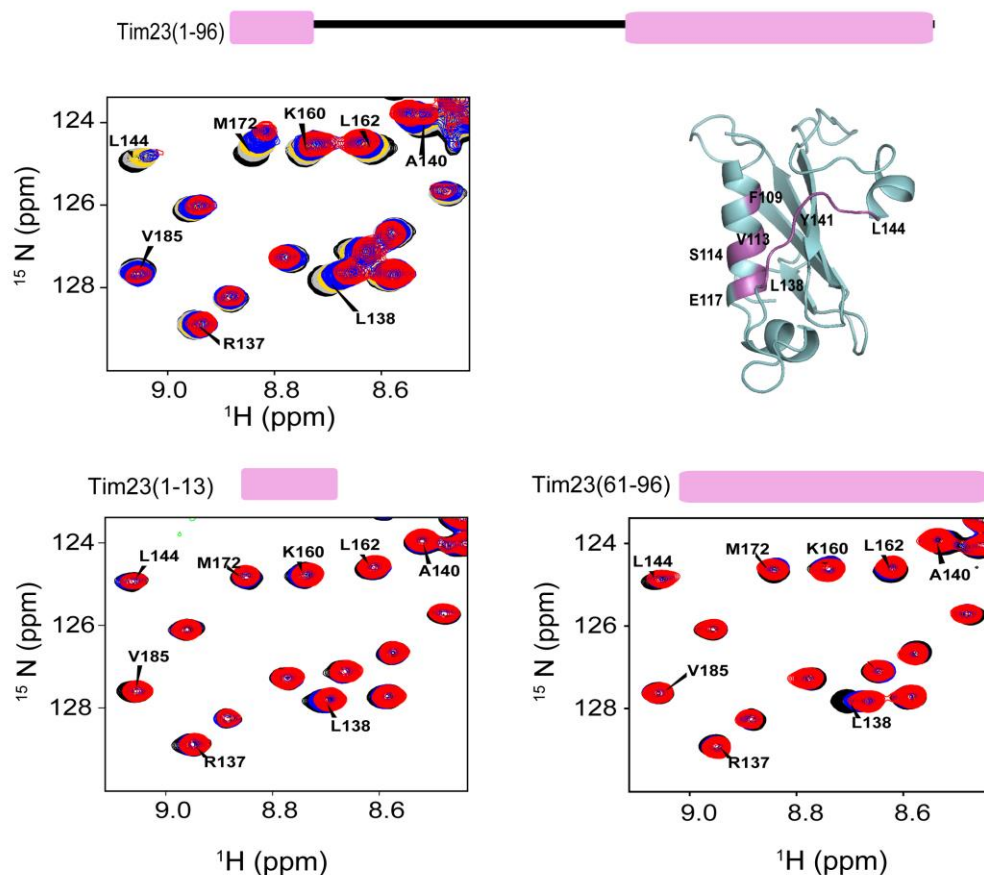 Tim23(1-96)
124
126
128
15N (ppm)
L144
M172
K160
L162
A140
V185
L138
R137
9.0
8.8
8.6
1H (ppm)
F109
V113
Y141
L144
S114
L138
E117
Tim23(1-13)
124
126
128
15N (ppm)
L144
M172
K160
L162
A140
V185
L138
R137
9.0
8.8
8.6
1H (ppm)
Tim23(61-96)
124
126
128
15N (ppm)
L144
M172
K160
L162
A140
V185
L138
R137
9.0
8.8
8.6
1H (ppm)